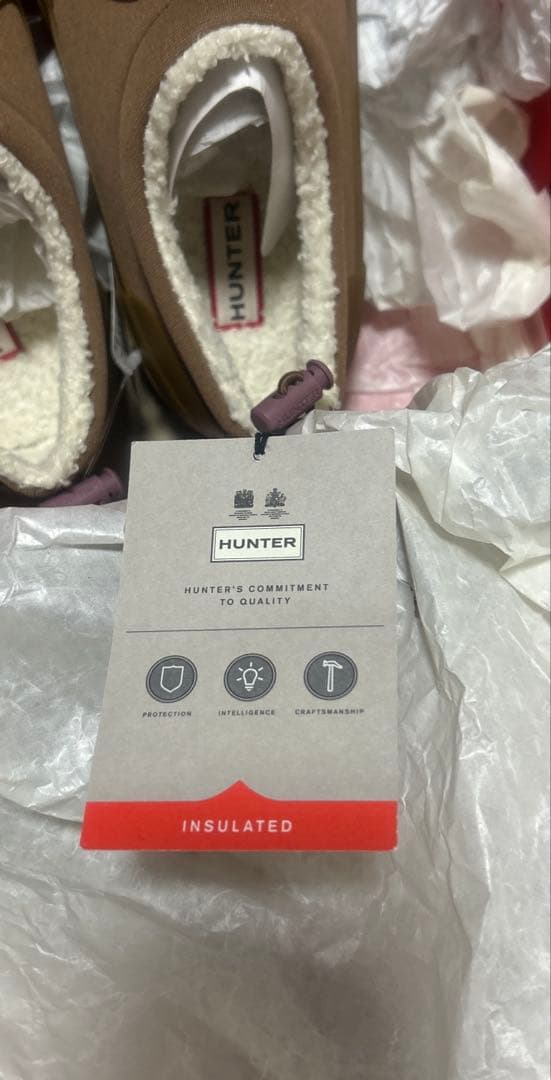 HUNTER
HUNTER
HUNTER'S COMMITMENT
TO QUALITY
PROTECTION
INTELLIGENCE
CRAFTSMANSHIP
INSULATED